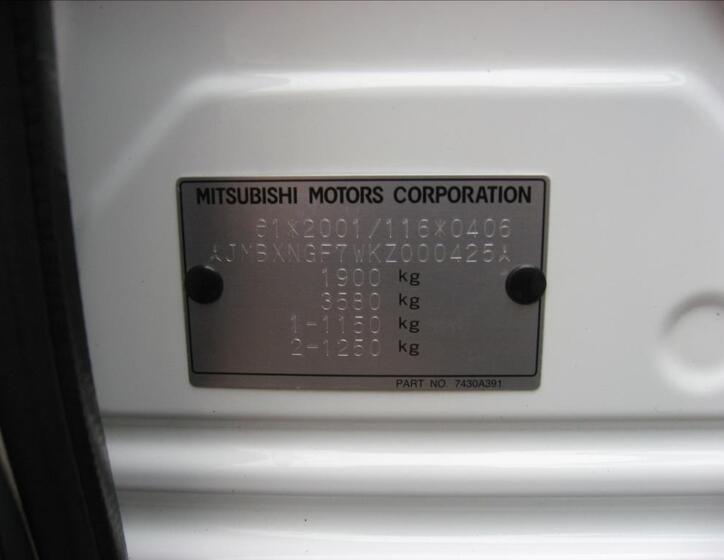 MITSUBISHI MOTORS CORPORATION
61*2001/116*0406
*JMBXNGF7WKZ000425*
1900 kg
3580 kg
1-1150 kg
2-1250 kg
PART NO. 7430A391